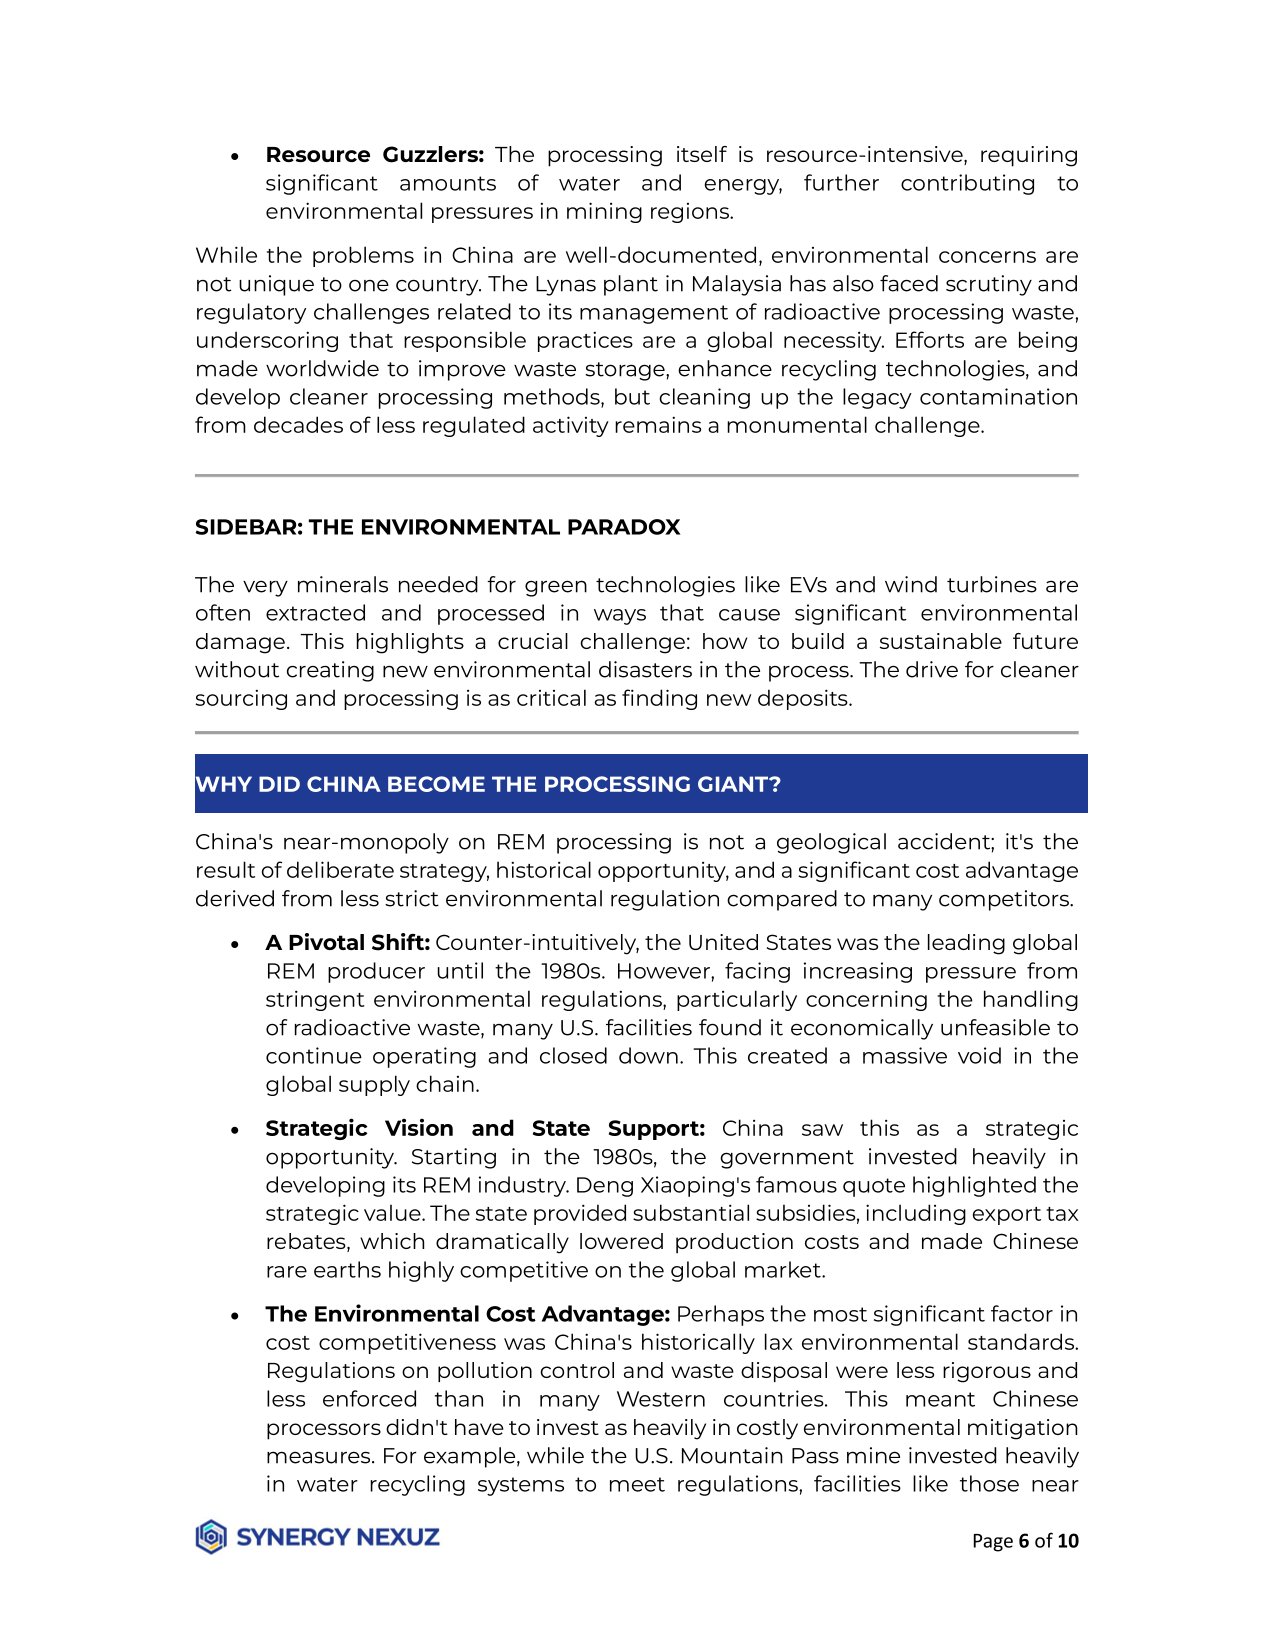 • Resource Guzzlers: The processing itself is resource-intensive, requiring
significant amounts of water and energy, further contributing to
environmental pressures in mining regions.
While the problems in China are well-documented, environmental concerns are
not unique to one country. The Lynas plant in Malaysia has also faced scrutiny and
regulatory challenges related to its management of radioactive processing waste,
underscoring that responsible practices are a global necessity. Efforts are being
made worldwide to improve waste storage, enhance recycling technologies, and
develop cleaner processing methods, but cleaning up the legacy contamination
from decades of less regulated activity remains a monumental challenge.
SIDEBAR: THE ENVIRONMENTAL PARADOX
The very minerals needed for green technologies like EVs and wind turbines are
often extracted and processed in ways that cause significant environmental
damage. This highlights a crucial challenge: how to build a sustainable future
without creating new environmental disasters in the process. The drive for cleaner
sourcing and processing is as critical as finding new deposits.
WHY DID CHINA BECOME THE PROCESSING GIANT?
China's near-monopoly on REM processing is not a geological accident; it's the
result of deliberate strategy, historical opportunity, and a significant cost advantage
derived from less strict environmental regulation compared to many competitors.
• A Pivotal Shift: Counter-intuitively, the United States was the leading global
REM producer until the 1980s. However, facing increasing pressure from
stringent environmental regulations, particularly concerning the handling
of radioactive waste, many U.S. facilities found it economically unfeasible to
continue operating and closed down. This created a massive void in the
global supply chain.
• Strategic Vision and State Support: China saw this as a strategic
opportunity. Starting in the 1980s, the government invested heavily in
developing its REM industry. Deng Xiaoping's famous quote highlighted the
strategic value. The state provided substantial subsidies, including export tax
rebates, which dramatically lowered production costs and made Chinese
rare earths highly competitive on the global market.
• The Environmental Cost Advantage: Perhaps the most significant factor in
cost competitiveness was China's historically lax environmental standards.
Regulations on pollution control and waste disposal were less rigorous and
less enforced than in many Western countries. This meant Chinese
processors didn't have to invest as heavily in costly environmental mitigation
measures. For example, while the U.S. Mountain Pass mine invested heavily
in water recycling systems to meet regulations, facilities like those near
SYNERGY NEXUZ
Page 6 of 10